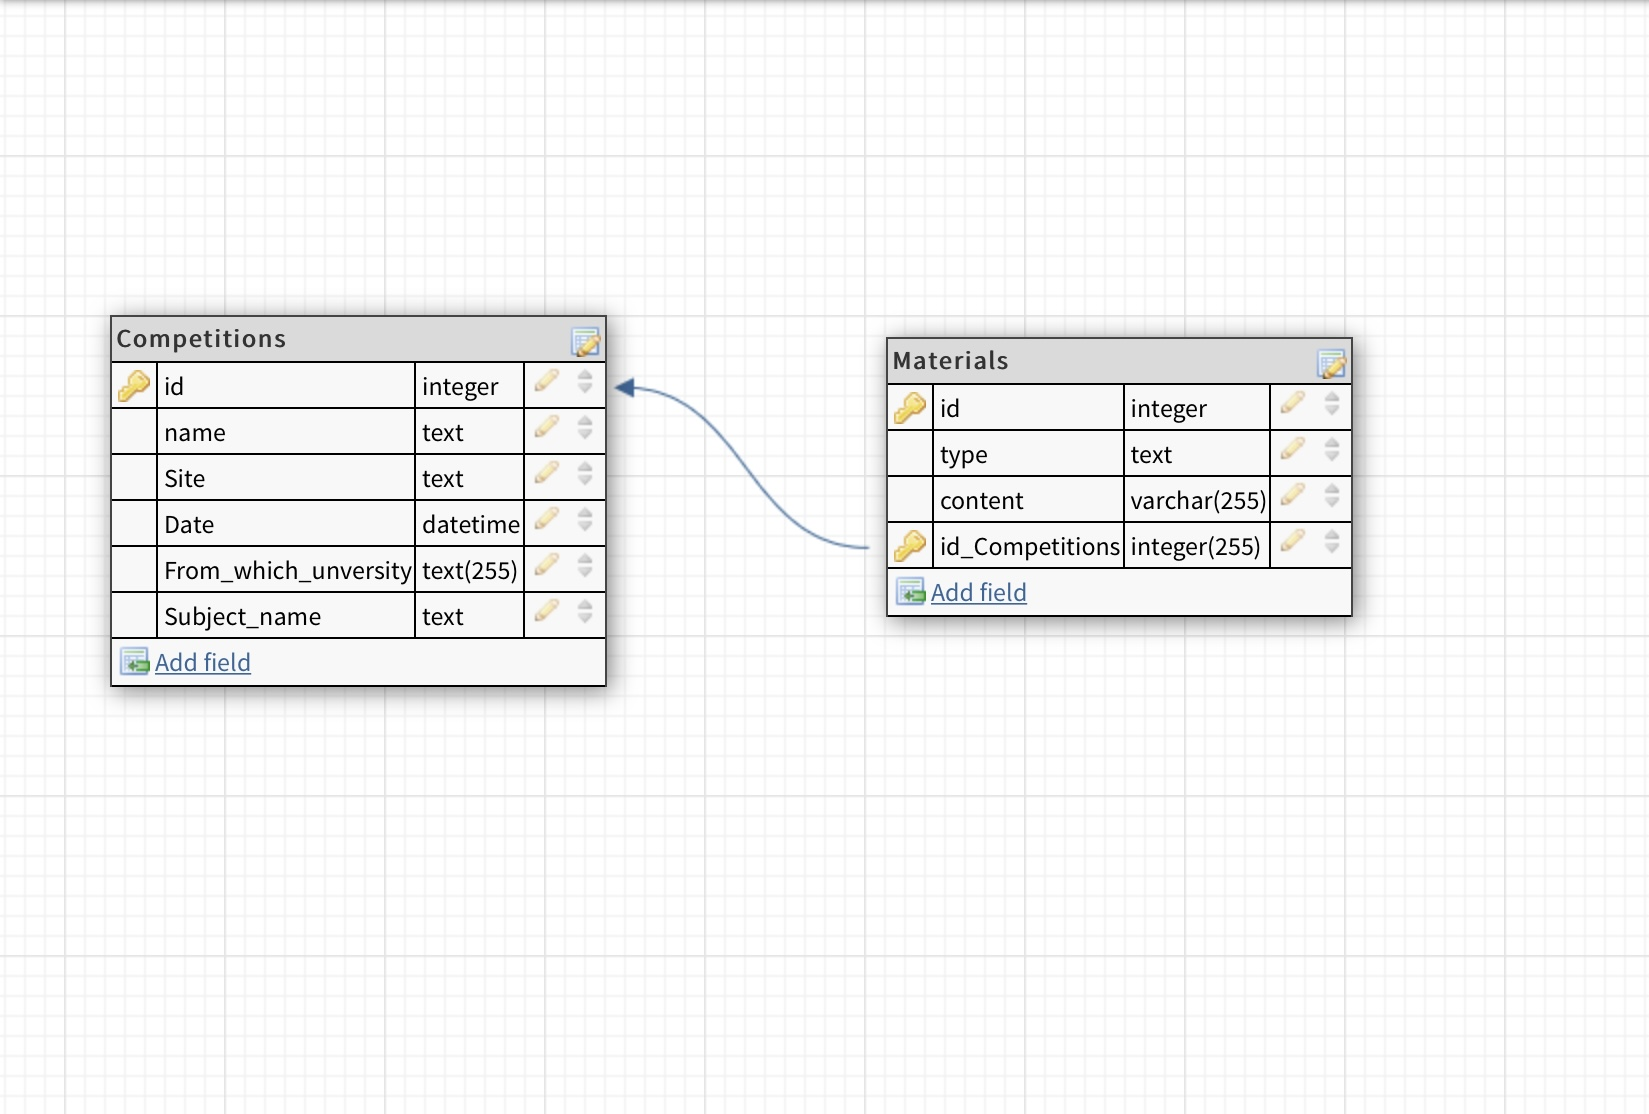 Competitions
id integer
name text
Site text
Date datetime
From_which_unversity text(255)
Subject_name text
Add field
Materials
id integer
type text
content varchar(255)
id_Competitions integer(255)
Add field